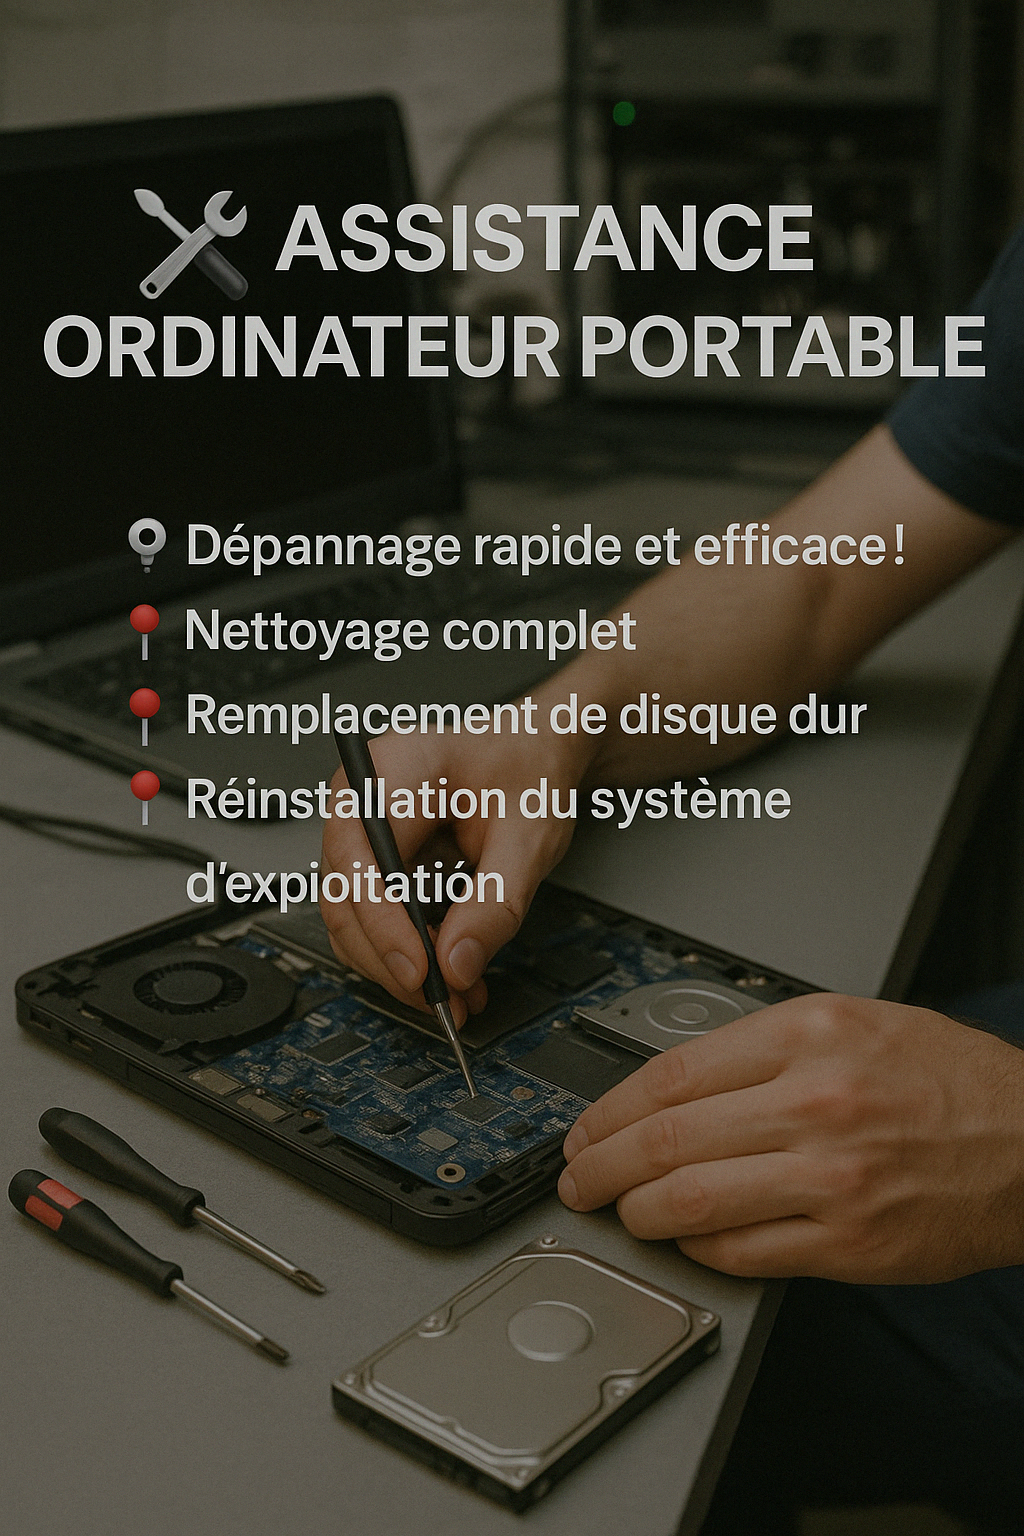 ASSISTANCE
ORDINATEUR PORTABLE
Dépannage rapide et efficace!
Nettoyage complet
Remplacement de disque dur
Réinstallation du système
d'expioitatión